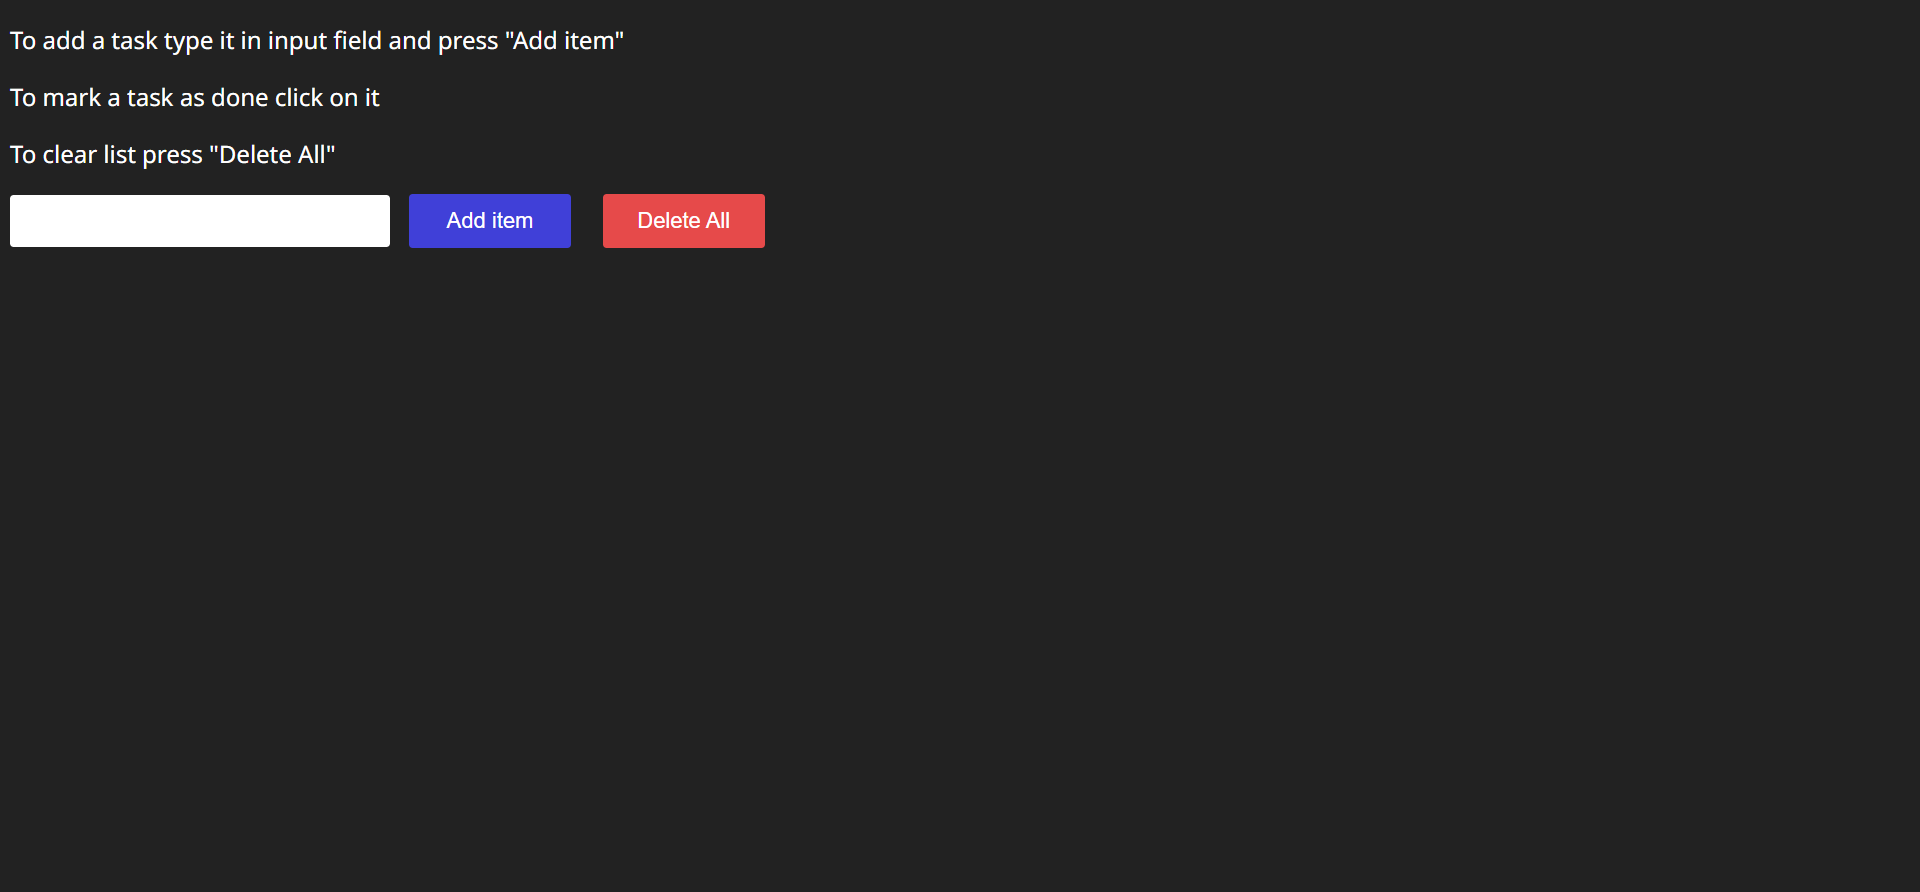 To add a task type it in input field and press "Add item"
To mark a task as done click on it
To clear list press "Delete All"
Add item Delete All